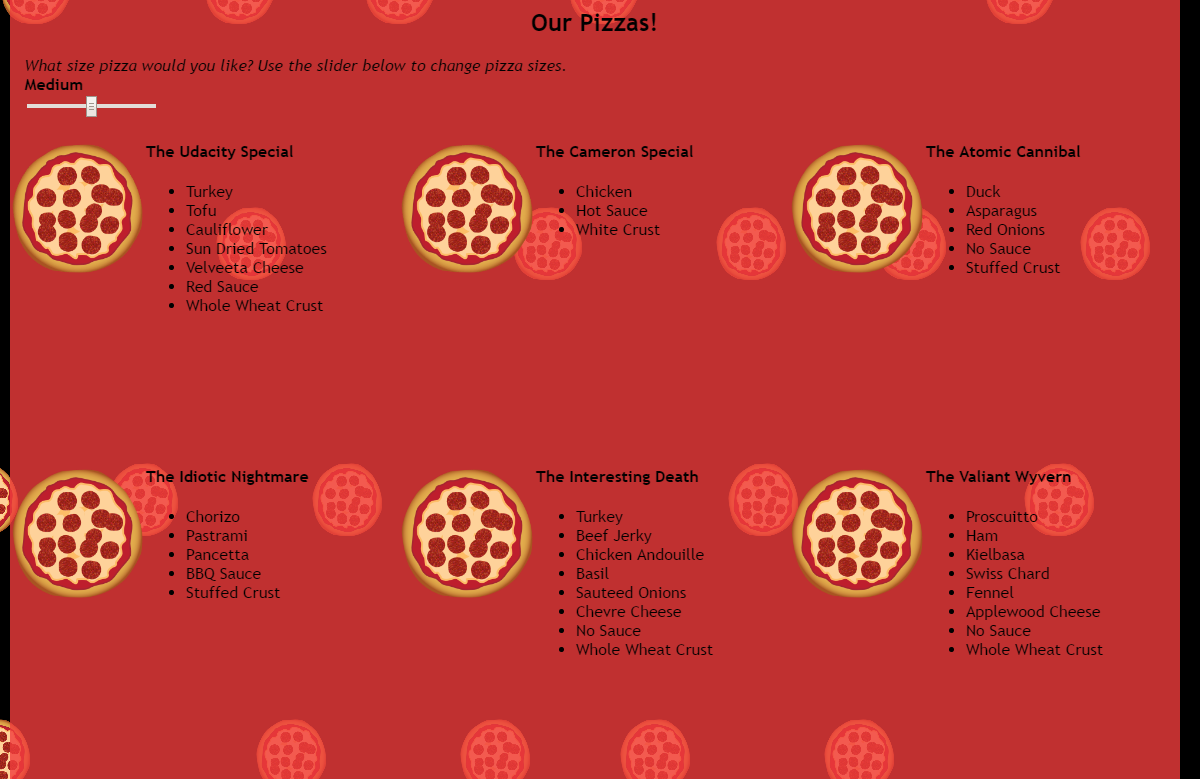 Our Pizzas!
What size pizza would you like? Use the slider below to change pizza sizes.
Medium
The Udacity Special
Turkey
Tofu
Cauliflower
Sun Dried Tomatoes
Velveeta Cheese
Red Sauce
Whole Wheat Crust
The Cameron Special
Chicken
Hot Sauce
White Crust
The Atomic Cannibal
Duck
Asparagus
Red Onions
No Sauce
Stuffed Crust
The Idiotic Nightmare
Chorizo
Pastrami
Pancetta
BBQ Sauce
Stuffed Crust
The Interesting Death
Turkey
Beef Jerky
Chicken Andouille
Basil
Sauteed Onions
Chevre Cheese
No Sauce
Whole Wheat Crust
The Valiant Wyvern
Proscuitto
Ham
Kielbasa
Swiss Chard
Fennel
Applewood Cheese
No Sauce
Whole Wheat Crust